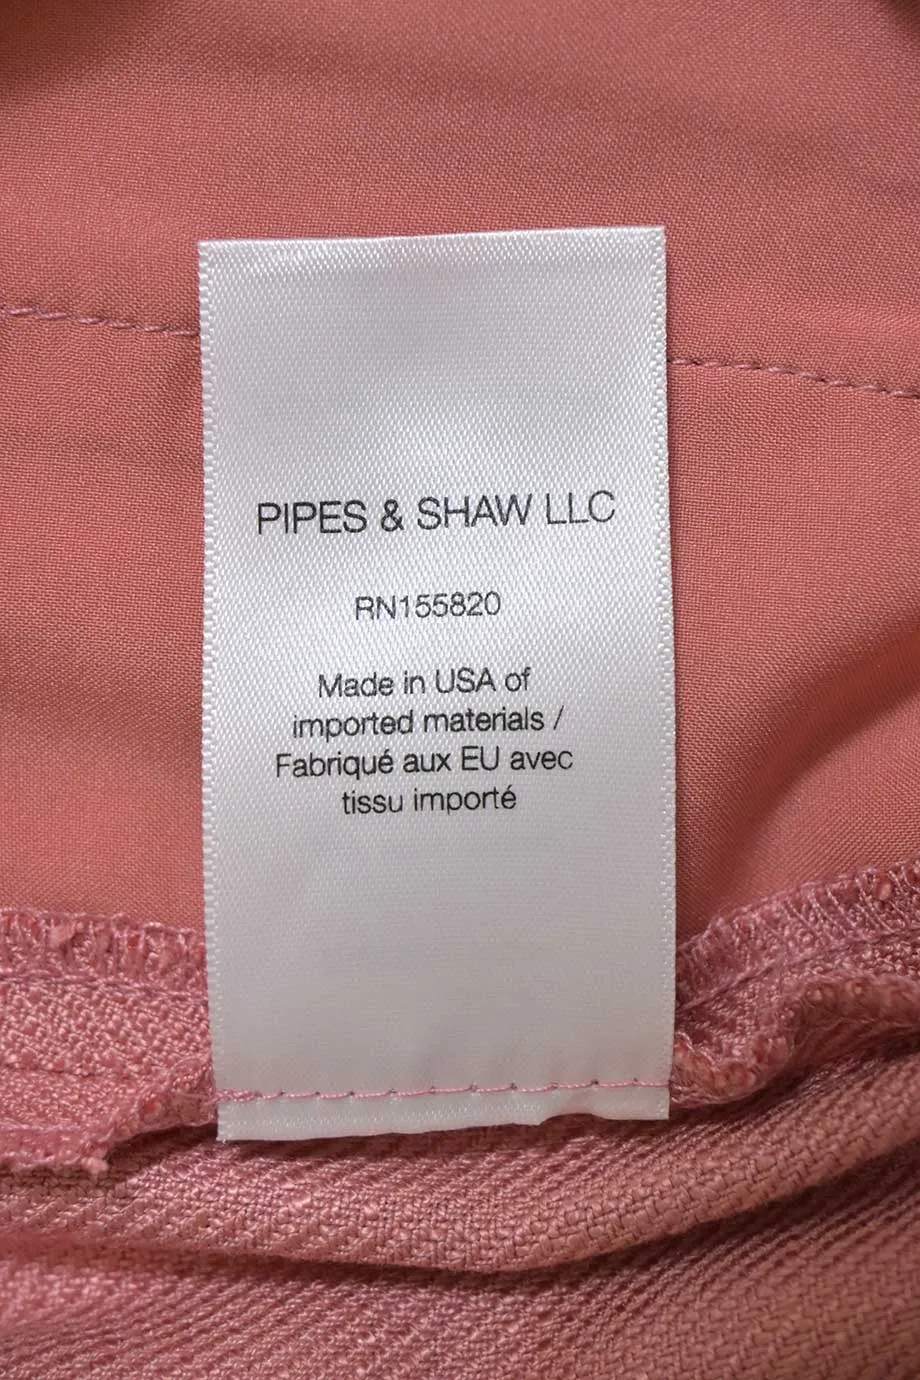 PIPES & SHAW LLC
RN155820
Made in USA of
imported materials /
Fabriqué aux EU avec
tissu importé